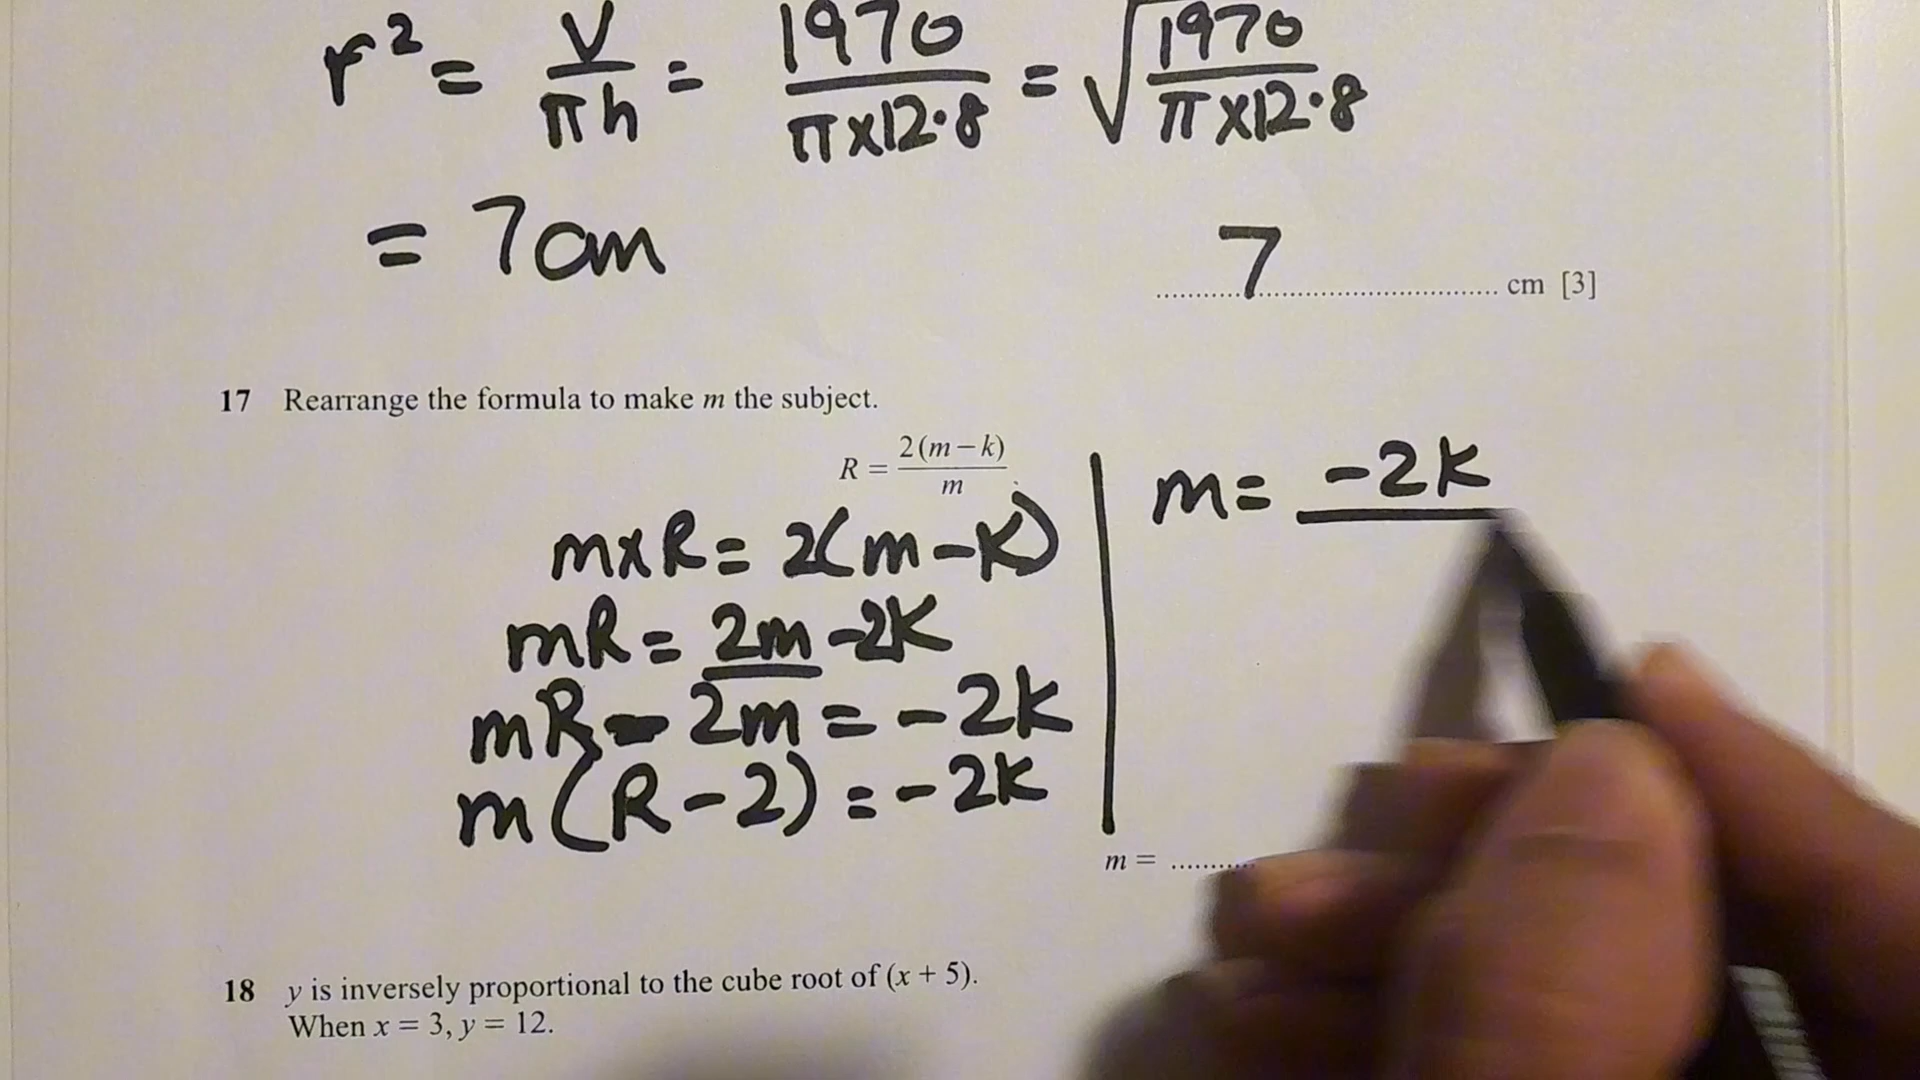 r² = V/πh = 1970/π×12.8 = √1970/π×12.8
= 7cm
7
cm [3]
17 Rearrange the formula to make m the subject.
R = 2(m − k)/m
m×R = 2(m − K)
mR = 2m − 2K
mR − 2m = − 2K
m(R − 2) = − 2K
m = −2K
m =
18 y is inversely proportional to the cube root of (x + 5).
When x = 3, y = 12.